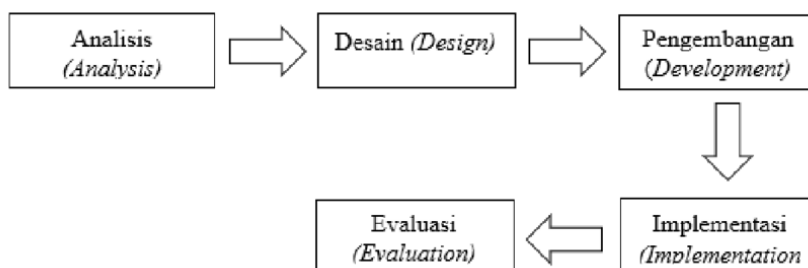 Analisis
(Analysis)
Desain (Design)
Pengembangan
(Development)
Implementasi
(Implementation
Evaluasi
(Evaluation)